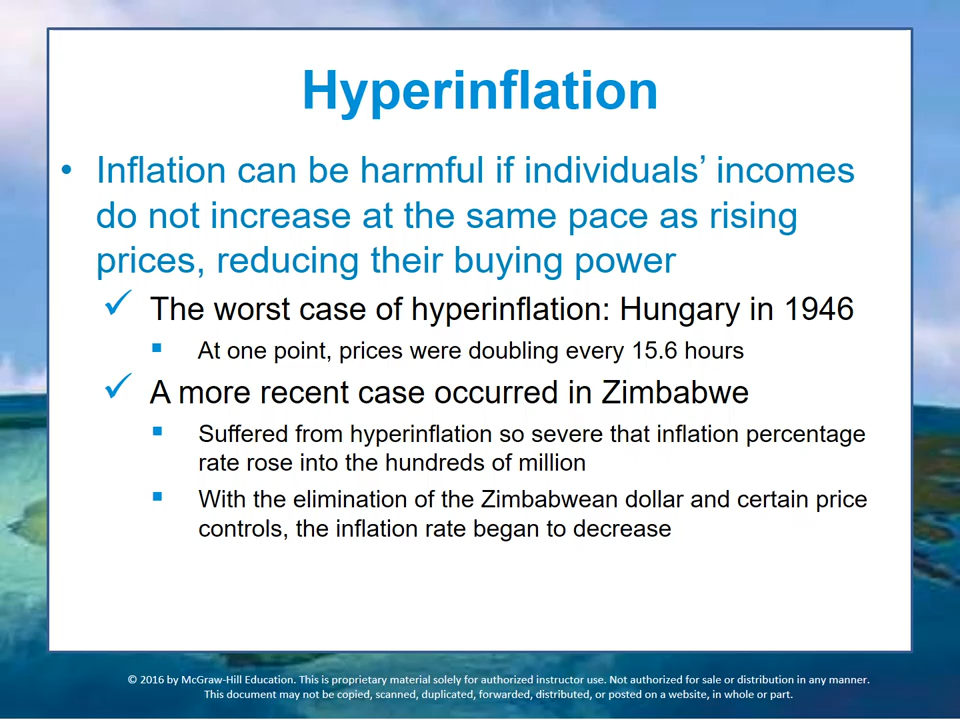 Hyperinflation
• Inflation can be harmful if individuals’ incomes
do not increase at the same pace as rising
prices, reducing their buying power
✓ The worst case of hyperinflation: Hungary in 1946
▪ At one point, prices were doubling every 15.6 hours
✓ A more recent case occurred in Zimbabwe
▪ Suffered from hyperinflation so severe that inflation percentage
rate rose into the hundreds of million
▪ With the elimination of the Zimbabwean dollar and certain price
controls, the inflation rate began to decrease
© 2016 by McGraw-Hill Education. This is proprietary material solely for authorized instructor use. Not authorized for sale or distribution in any manner.
This document may not be copied, scanned, duplicated, forwarded, distributed, or posted on a website, in whole or part.